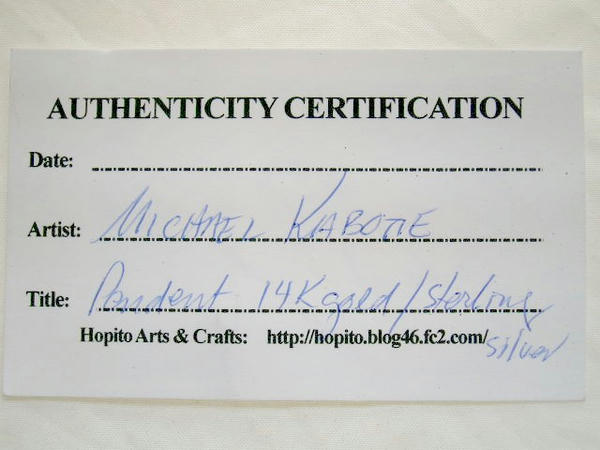 AUTHENTICITY CERTIFICATION
Date:
Artist: MICHAEL KABOTIE
Title: Pendent 14K gold/sterling
Hopito Arts & Crafts: http://hopito.blog46.fc2.com/ silver